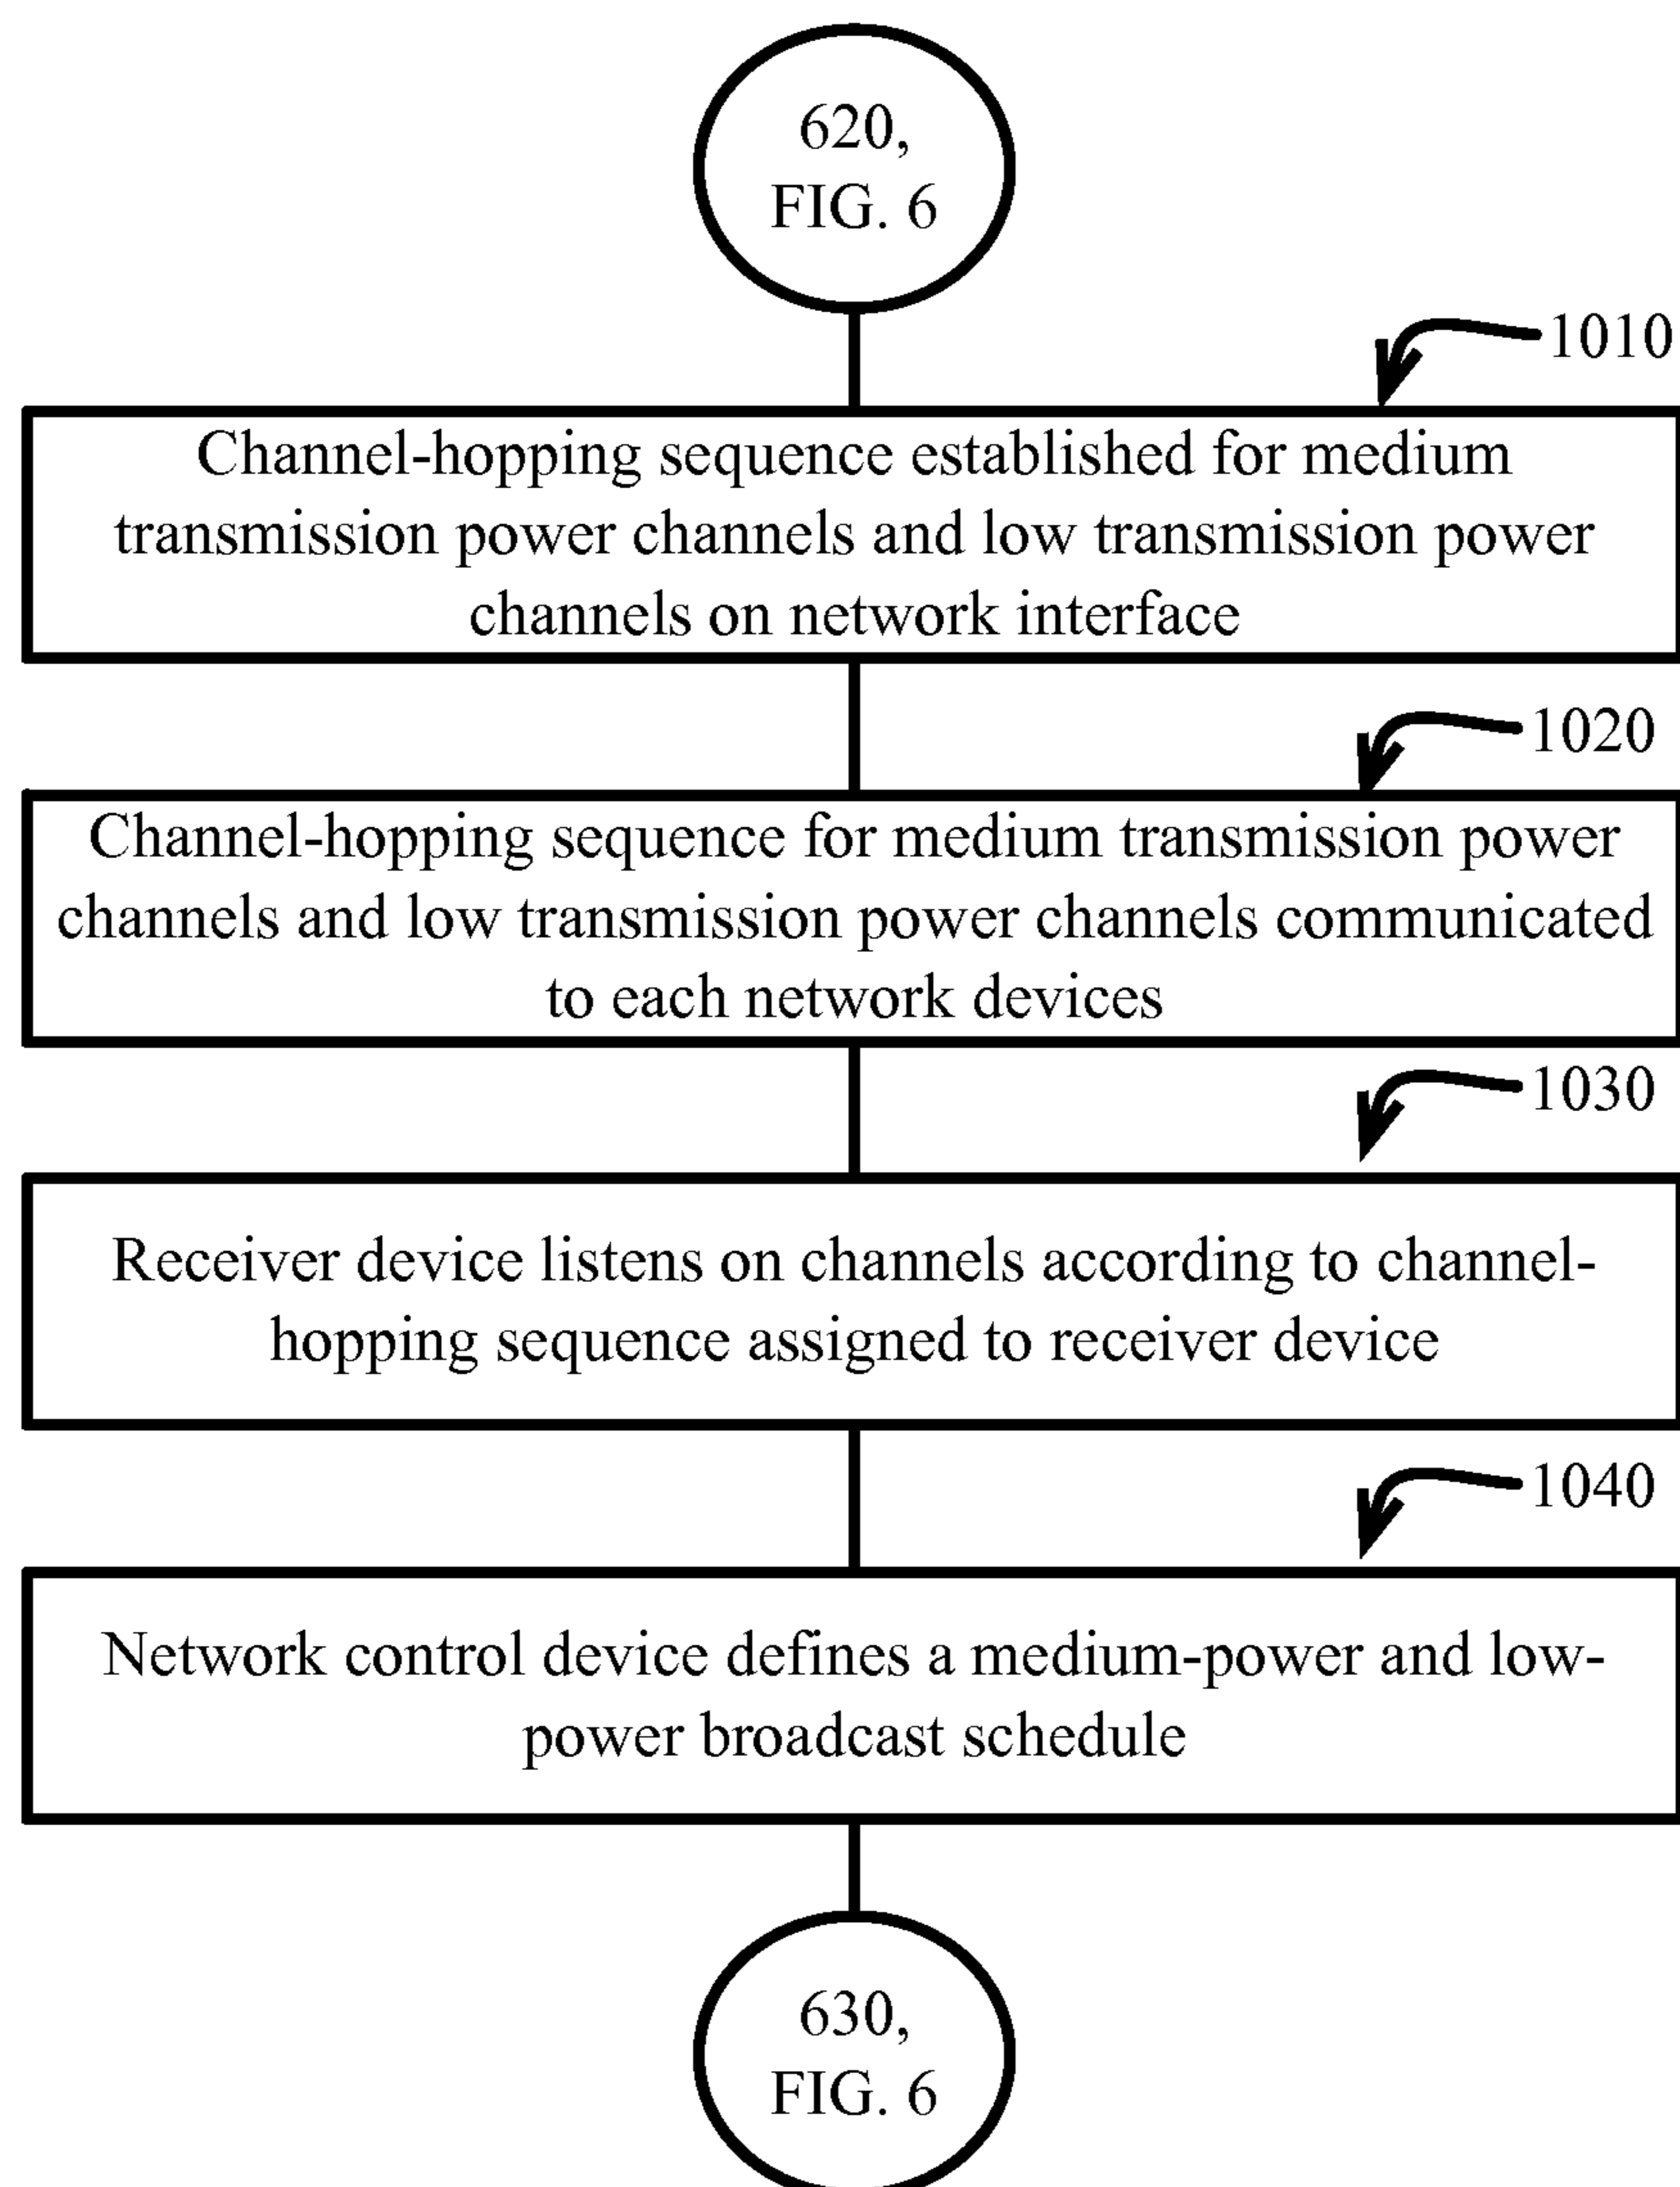 620,
FIG. 6
1010
Channel-hopping sequence established for medium
transmission power channels and low transmission power
channels on network interface
1020
Channel-hopping sequence for medium transmission power
channels and low transmission power channels communicated
to each network devices
1030
Receiver device listens on channels according to channel-
hopping sequence assigned to receiver device
1040
Network control device defines a medium-power and low-
power broadcast schedule
630,
FIG. 6